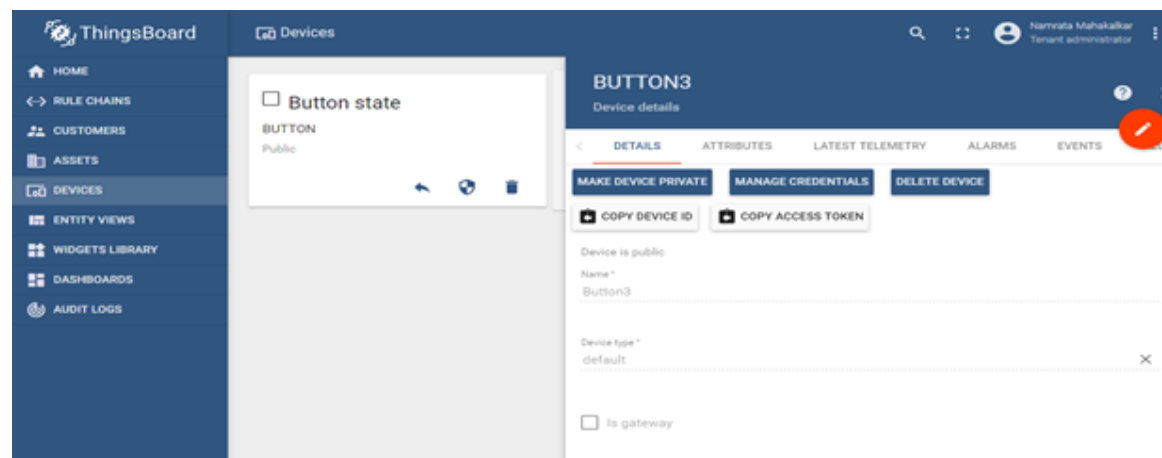 ThingsBoard
Devices
Namrata Mahakalkar
Tenant administrator
HOME
RULE CHAINS
CUSTOMERS
ASSETS
DEVICES
ENTITY VIEWS
WIDGETS LIBRARY
DASHBOARDS
AUDIT LOGS
Button state
BUTTON
Public
BUTTON3
Device details
DETAILS ATTRIBUTES LATEST TELEMETRY ALARMS EVENTS
MAKE DEVICE PRIVATE MANAGE CREDENTIALS DELETE DEVICE
COPY DEVICE ID COPY ACCESS TOKEN
Device is public
Name *
Button3
Device type *
default
Is gateway